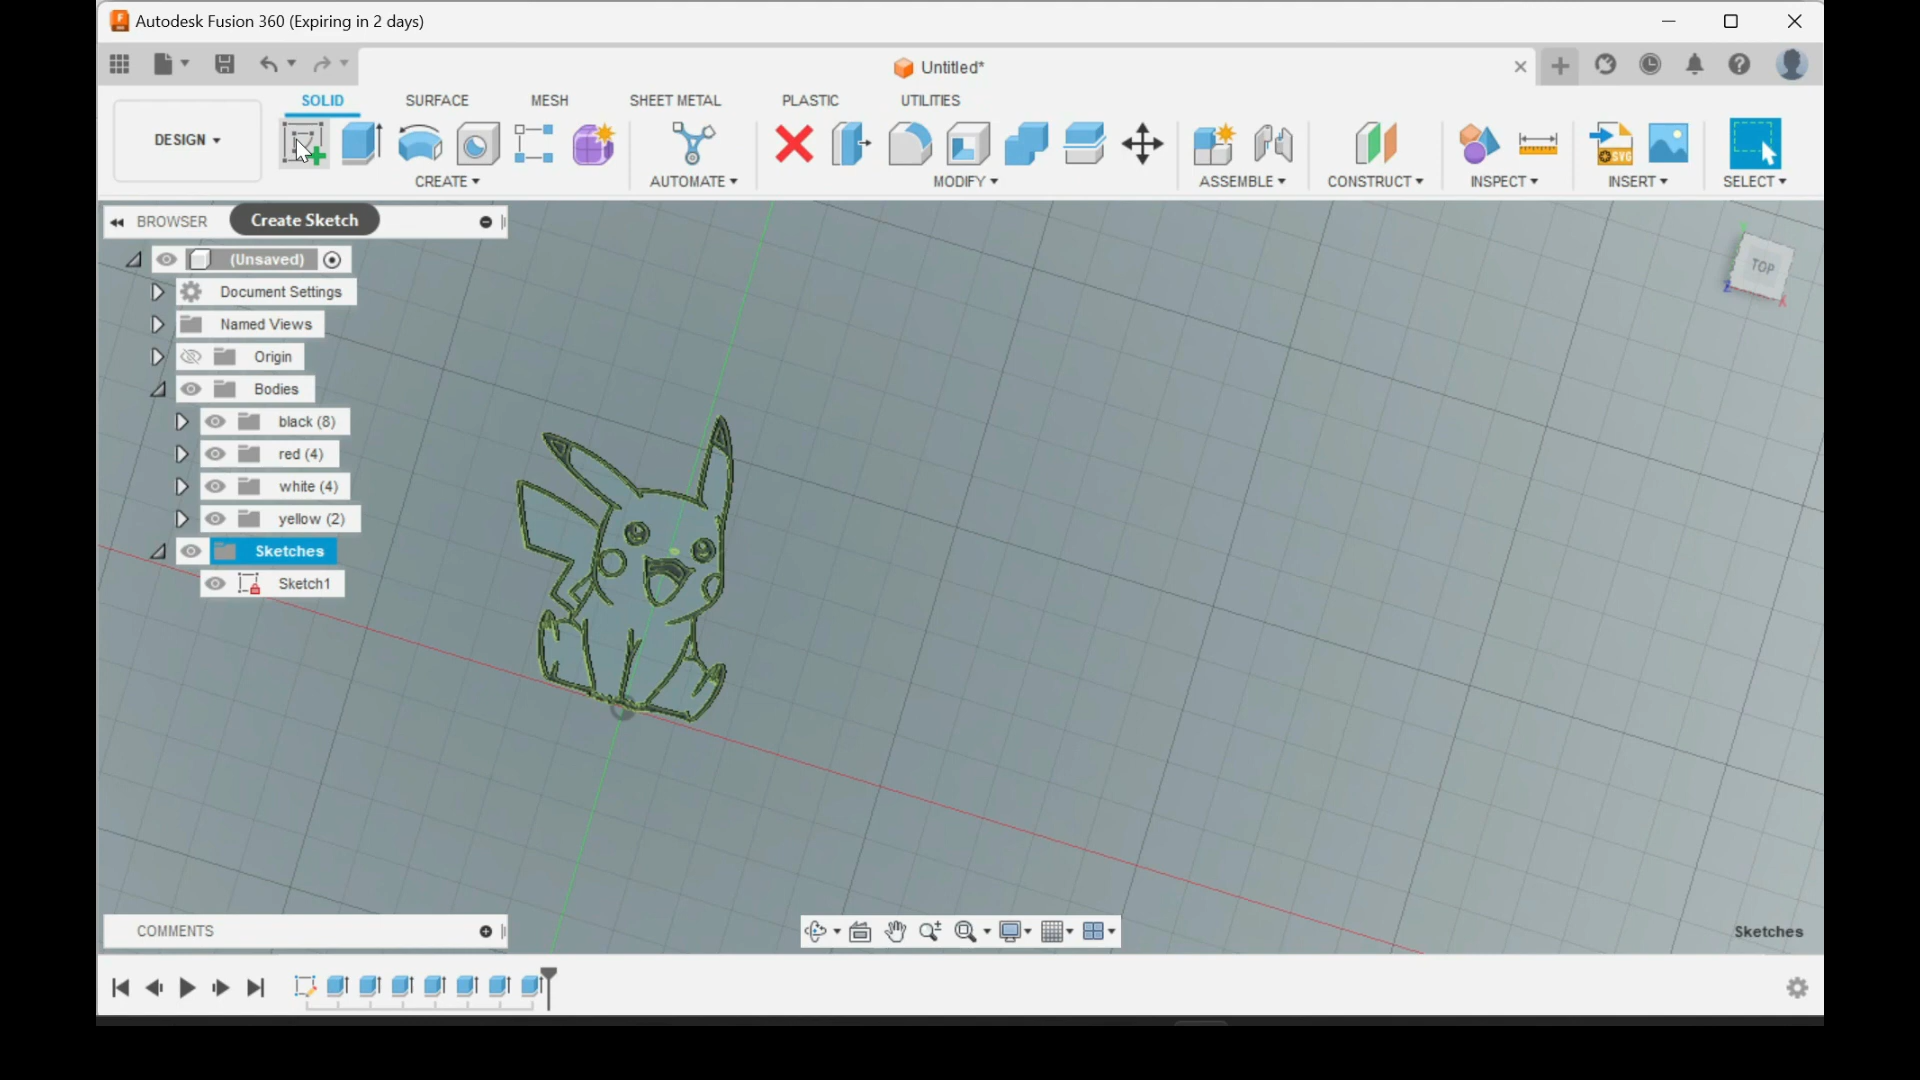 Autodesk Fusion 360 (Expiring in 2 days)
Untitled*
SOLID
SURFACE
MESH
SHEET METAL
PLASTIC
UTILITIES
DESIGN
CREATE
AUTOMATE
MODIFY
ASSEMBLE
CONSTRUCT
INSPECT
SVG
INSERT
SELECT
BROWSER
Create Sketch
(Unsaved)
Document Settings
Named Views
Origin
Bodies
black (8)
red (4)
white (4)
yellow (2)
Sketches
Sketch1
TOP
Z
X
COMMENTS
Sketches